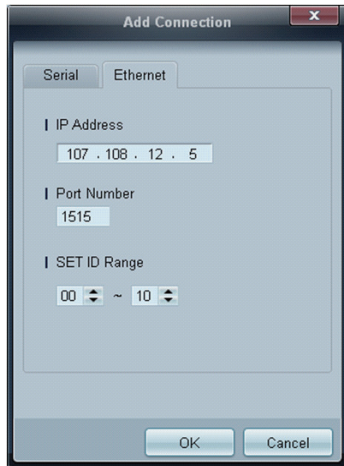 Add Connection
x
Serial Ethernet
IP Address
107 . 108 . 12 . 5
Port Number
1515
SET ID Range
00 ~ 10
OK Cancel